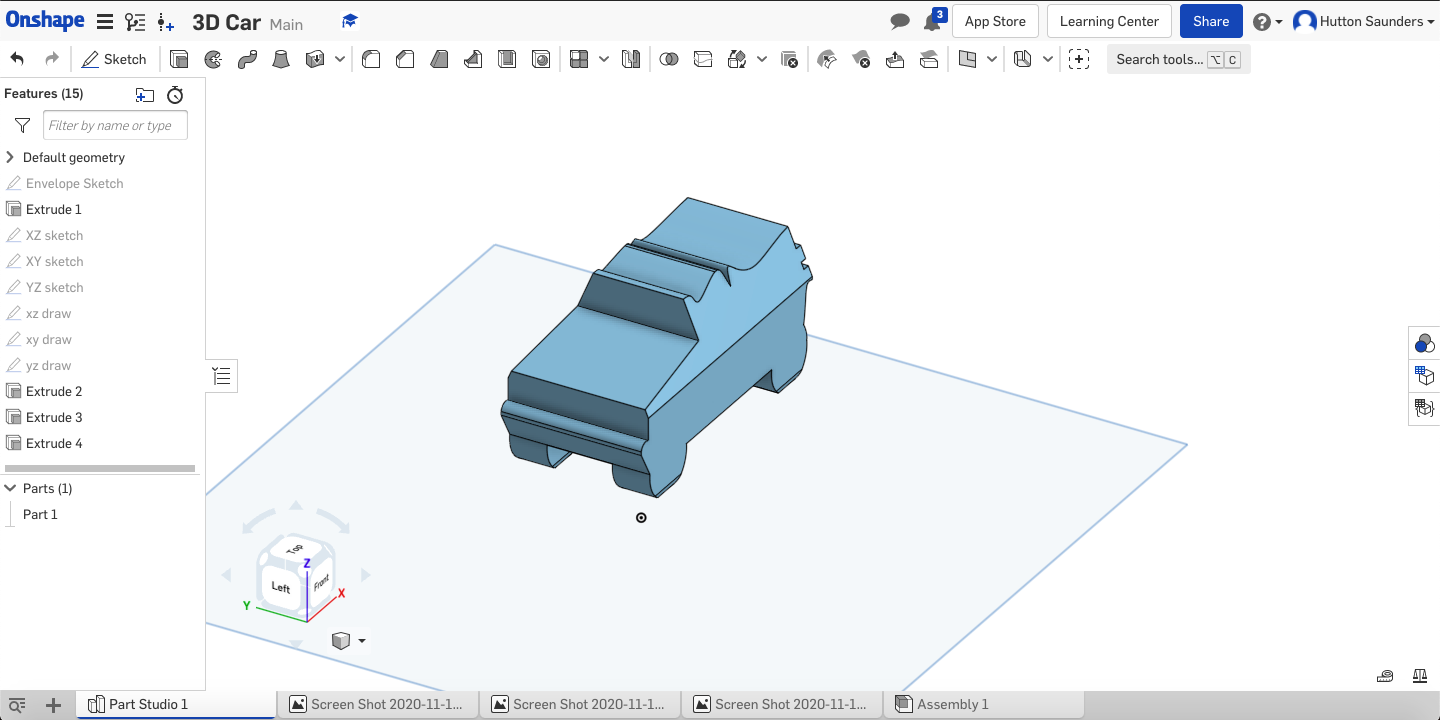 Onshape 3D Car Main 3 App Store Learning Center Share Hutton Saunders
Sketch Search tools... ⌥ C
Features (15)
Filter by name or type
Default geometry
Envelope Sketch
Extrude 1
XZ sketch
XY sketch
YZ sketch
xz draw
xy draw
yz draw
Extrude 2
Extrude 3
Extrude 4
Parts (1)
Part 1
Top
Z
Left Front
X
Y
Part Studio 1 Screen Shot 2020-11-1... Screen Shot 2020-11-1... Screen Shot 2020-11-1... Assembly 1